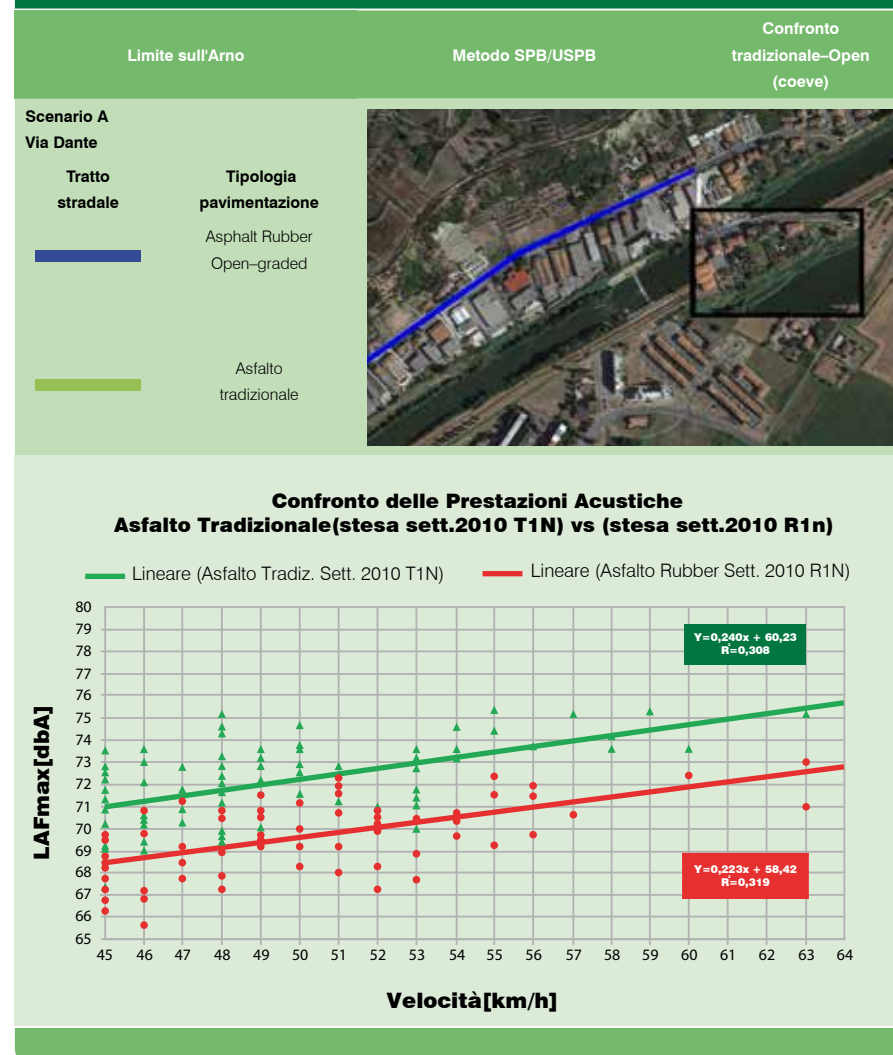 Limite sull'Arno
Metodo SPB/USPB
Confronto
tradizionale–Open
(coeve)
Scenario A
Via Dante
Tratto
stradale
Tipologia
pavimentazione
Asphalt Rubber
Open–graded
Asfalto
tradizionale
Confronto delle Prestazioni Acustiche
Asfalto Tradizionale(stesa sett.2010 T1N) vs (stesa sett.2010 R1n)
Lineare (Asfalto Tradiz. Sett. 2010 T1N)
Lineare (Asfalto Rubber Sett. 2010 R1N)
80
79
78
77
76
75
74
73
72
71
70
69
68
67
66
65
LAFmax[dbA]
Y=0,240x + 60,23
R²=0,308
Y=0,223x + 58,42
R²=0,319
45 46 47 48 49 50 51 52 53 54 55 56 57 58 59 60 61 62 63 64
Velocità[km/h]